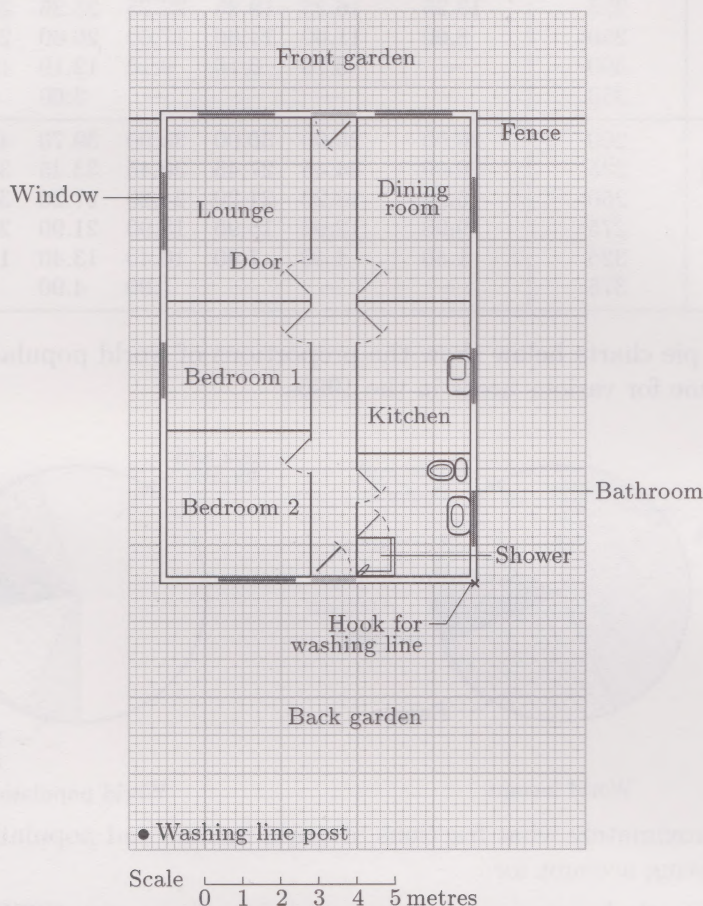 Front garden
Fence
Window
Lounge
Dining
room
Door
Bedroom 1
Kitchen
Bedroom 2
Bathroom
Shower
Hook for
washing line
Back garden
Washing line post
Scale
0 1 2 3 4 5 metres